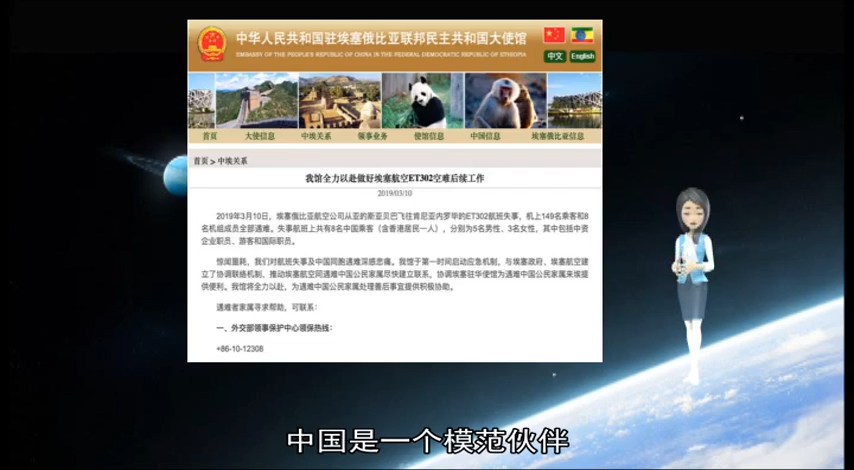 中华人民共和国驻埃塞俄比亚联邦民主共和国大使馆
EMBASSY OF THE PEOPLE'S REPUBLIC OF CHINA IN THE FEDERAL DEMOCRATIC REPUBLIC OF ETHIOPIA
中文 English
首页 大使信息 中埃关系 领事业务 使馆信息 中国信息 埃塞俄比亚信息
首页 > 中埃关系
我馆全力以赴做好埃塞航空ET302空难后续工作
2019/03/10
2019年3月10日，埃塞俄比亚航空公司从亚的斯亚贝巴飞往肯尼亚内罗毕的ET302航班失事，机上149名乘客和8
名机组成员全部遇难。失事航班上共有8名中国乘客（含香港居民一人），分别为5名男性、3名女性，其中包括中资
企业职员、游客和国际职员。
惊闻噩耗，我们对航班失事及中国同胞遇难深感悲痛。我馆于第一时间启动应急机制，与埃塞政府、埃塞航空建
立了协调联络机制，推动埃塞航空同遇难中国公民家属尽快建立联系，协调埃塞驻华使馆为遇难中国公民家属来埃提
供便利。我馆将全力以赴，为遇难中国公民家属处理善后事宜提供积极协助。
遇难者家属寻求帮助，可联系：
一、外交部领事保护中心领保热线：
+86-10-12308
中国是一个模范伙伴